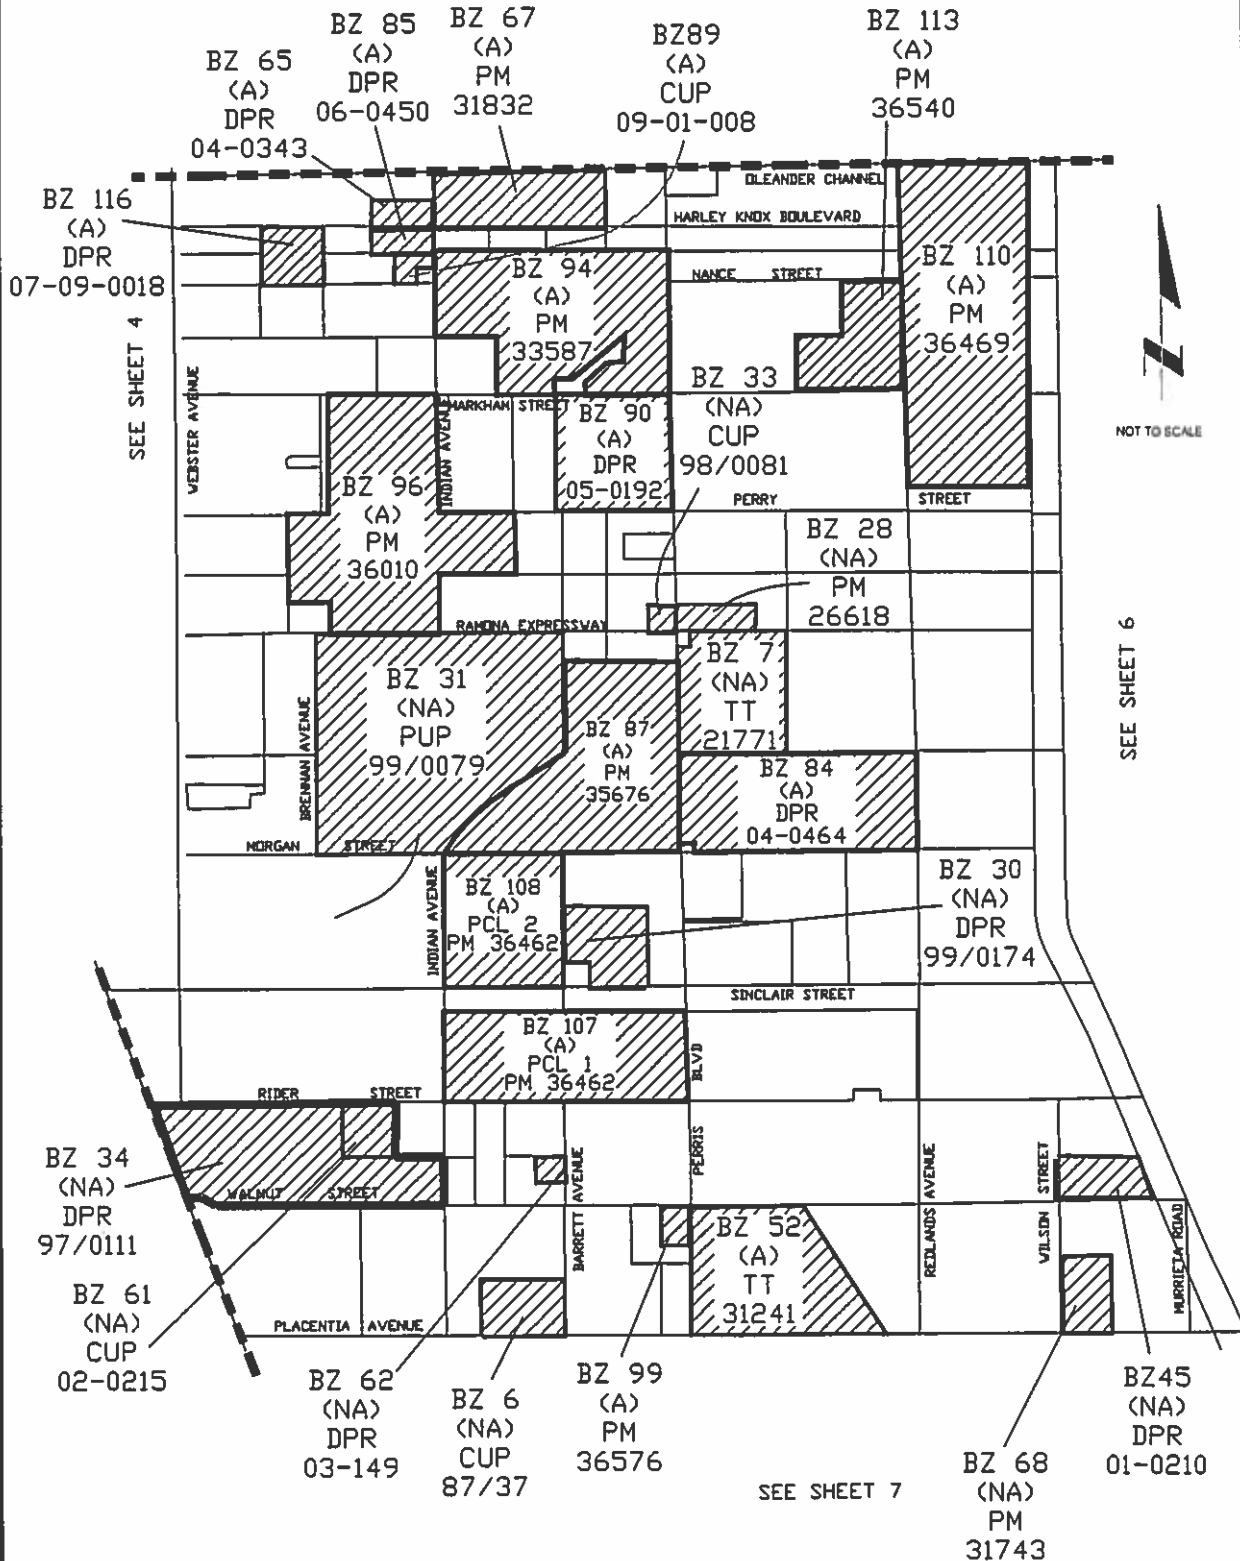 BZ 65
(A)
DPR
04-0343
BZ 85
(A)
DPR
06-0450
BZ 67
(A)
PM
31832
BZ89
(A)
CUP
09-01-008
BZ 113
(A)
PM
36540
BZ 116
(A)
DPR
07-09-0018
OLEANDER CHANNEL
HARLEY KNOX BOULEVARD
NANCE STREET
BZ 94
(A)
PM
33587
BZ 110
(A)
PM
36469
SEE SHEET 4
WEBSTER AVENUE
NOT TO SCALE
MARKHAM STREET
INDIAN AVENU
BZ 90
(A)
DPR
05-0192
BZ 33
(NA)
CUP
98/0081
PERRY STREET
BZ 96
(A)
PM
36010
BZ 28
(NA)
PM
26618
RAMONA EXPRESSWAY
SEE SHEET 6
BZ 31
(NA)
PUP
99/0079
BZ 7
(NA)
TT
21771
BZ 87
(A)
PM
35676
BRENNAN AVENUE
BZ 84
(A)
DPR
04-0464
MORGAN STREET
BZ 108
(A)
PCL 2
PM 36462
INDIAN AVENUE
BZ 30
(NA)
DPR
99/0174
SINCLAIR STREET
BZ 107
(A)
PCL 1
PM 36462
PERRIS BLVD
RIDER STREET
BZ 34
(NA)
DPR
97/0111
WALNUT STREET
BARRETT AVENUE
REDLANDS AVENUE
WILSON STREET
MURRIETA ROAD
BZ 52
(A)
TT
31241
BZ 61
(NA)
CUP
02-0215
PLACENTIA AVENUE
BZ 62
(NA)
DPR
03-149
BZ 6
(NA)
CUP
87/37
BZ 99
(A)
PM
36576
BZ45
(NA)
DPR
01-0210
BZ 68
(NA)
PM
31743
SEE SHEET 7